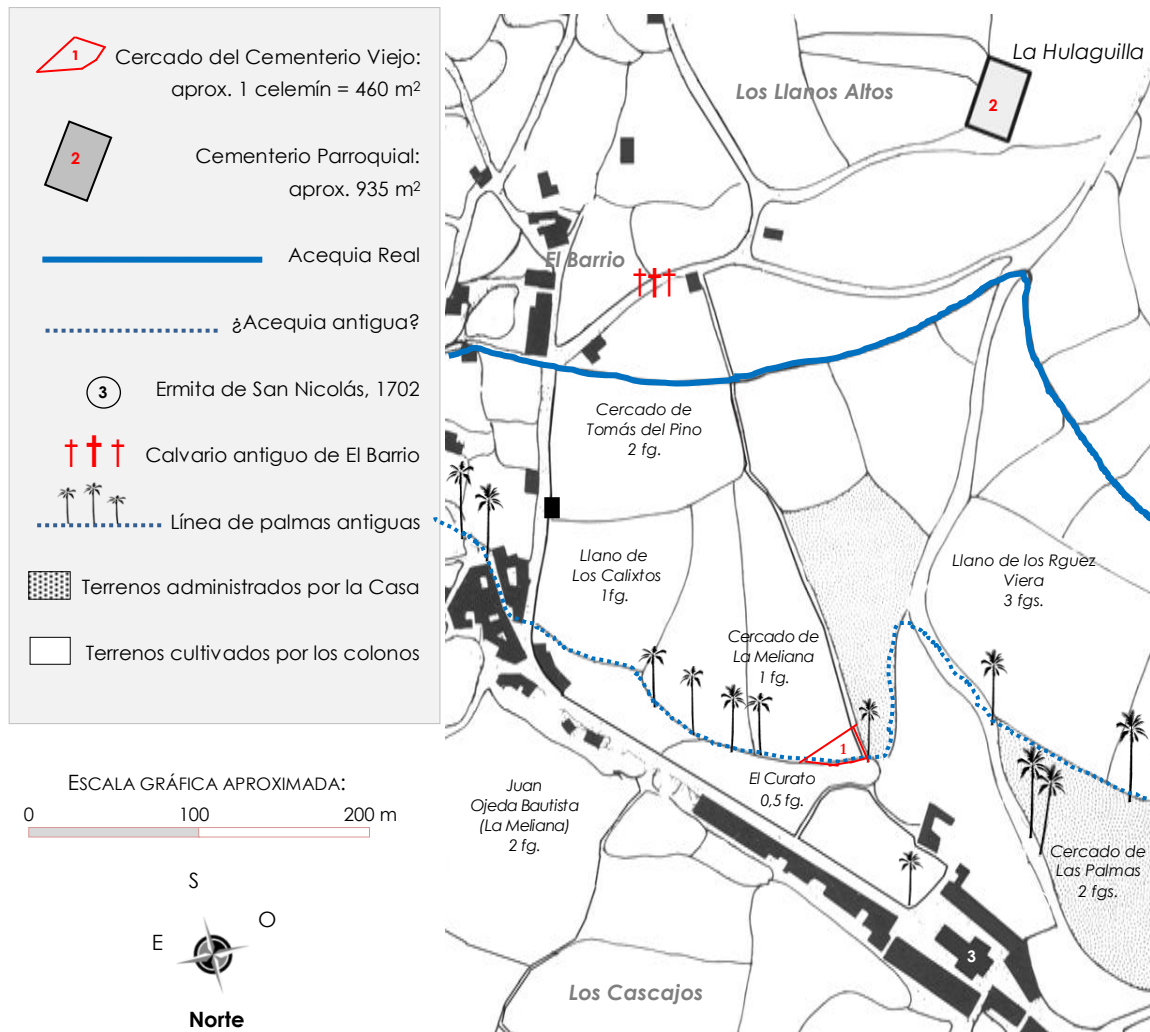 1
Cercado del Cementerio Viejo:
aprox. 1 celemín = 460 m²
2
Cementerio Parroquial:
aprox. 935 m²
Acequia Real
¿Acequia antigua?
3
Ermita de San Nicolás, 1702
Calvario antiguo de El Barrio
Línea de palmas antiguas
Terrenos administrados por la Casa
Terrenos cultivados por los colonos
ESCALA GRÁFICA APROXIMADA:
0 100 200 m
S
O
E
Norte
La Hulaguilla
Los Llanos Altos
2
El Barrio
Cercado de
Tomás del Pino
2 fg.
Llano de
Los Calixtos
1fg.
Llano de los Rguez
Viera
3 fgs.
Cercado de
La Meliana
1 fg.
1
El Curato
0,5 fg.
Juan
Ojeda Bautista
(La Meliana)
2 fg.
Cercado de
Las Palmas
2 fgs.
3
Los Cascajos